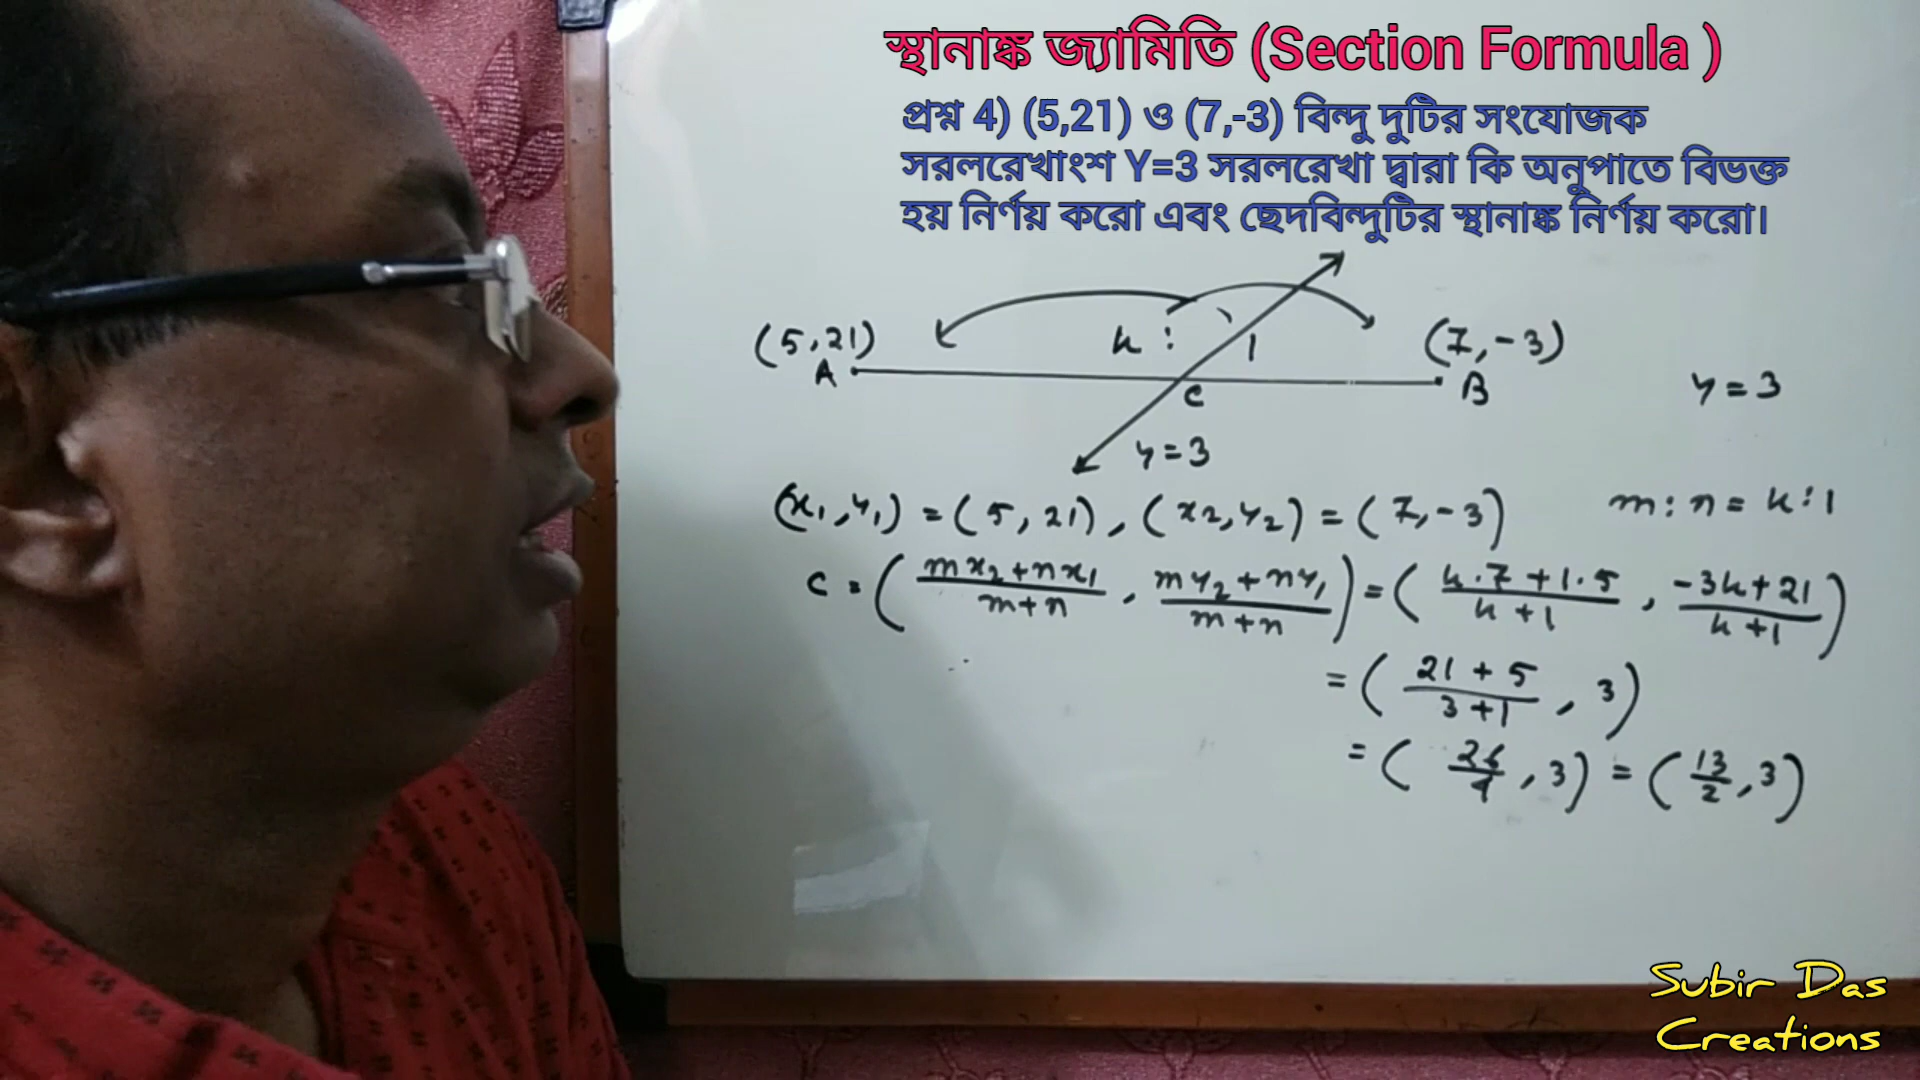 স্থানাঙ্ক জ্যামিতি (Section Formula )
প্রশ্ন 4) (5,21) ও (7,-3) বিন্দু দুটির সংযোজক
সরলরেখাংশ Y=3 সরলরেখা দ্বারা কি অনুপাতে বিভক্ত
হয় নির্ণয় করো এবং ছেদবিন্দুটির স্থানাঙ্ক নির্ণয় করো।
(5,21) k : 1 (7,-3)
A C B y = 3
y = 3
(x₁,y₁) = (5,21), (x₂,y₂) = (7,-3) m:n = k:1
C = ( (mx₂+nx₁)/(m+n) , (my₂+ny₁)/(m+n) ) = ( (k.7+1.5)/(k+1) , (-3k+21)/(k+1) )
= ( (21+5)/(3+1) , 3 )
= ( 26/4 , 3 ) = ( 13/2 , 3 )
Subir Das
Creations